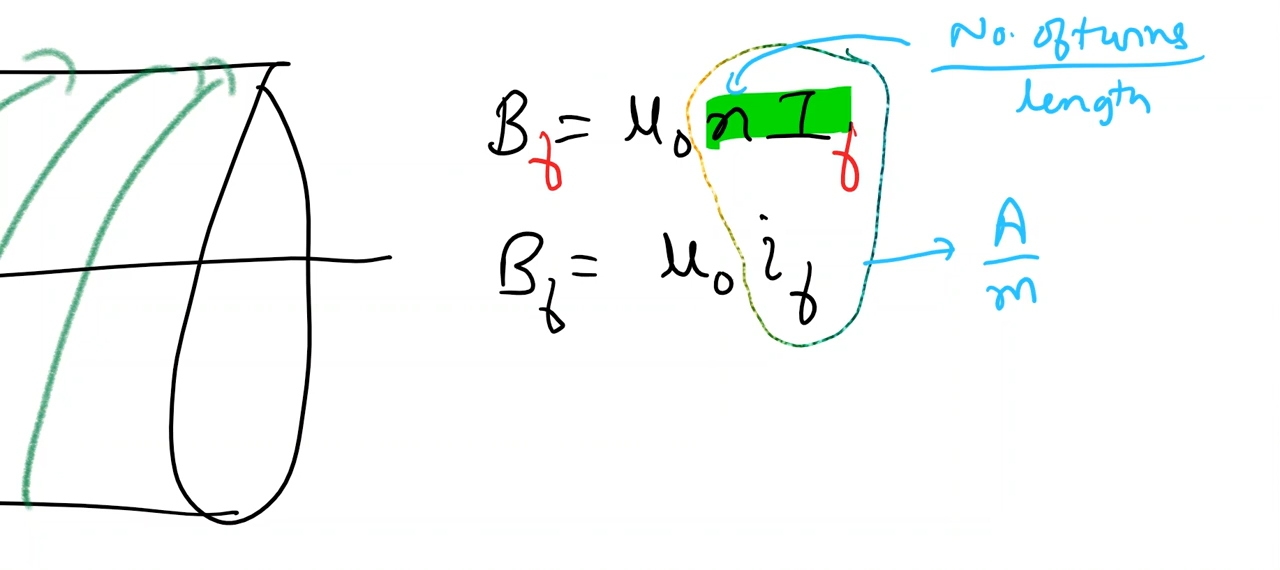 No. of turns
length
B_f = μ₀ n I_f
B_f = μ₀ i_f
A
m